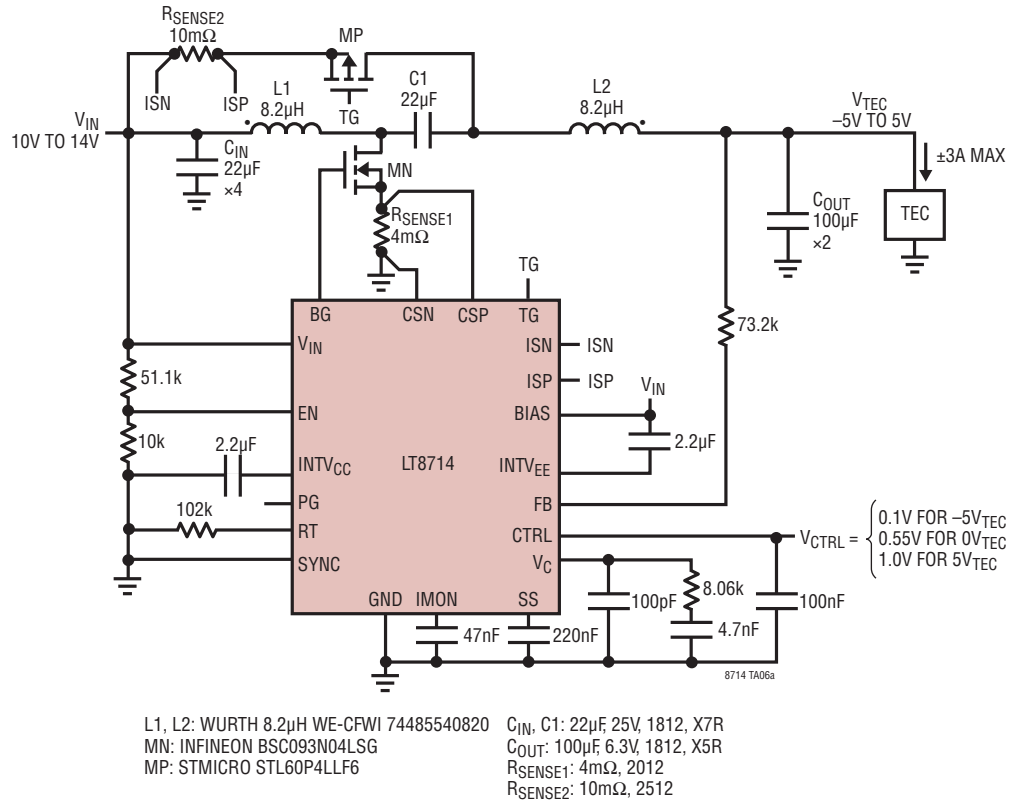 RSENSE2
10mΩ
MP
ISN
ISP
TG
L1
8.2µH
C1
22µF
L2
8.2µH
VIN
10V TO 14V
VTEC
–5V TO 5V
CIN
22µF
×4
MN
±3A MAX
RSENSE1
4mΩ
COUT
100µF
×2
TEC
TG
BG
CSN
CSP
TG
73.2k
VIN
ISN
ISN
51.1k
ISP
ISP
VIN
EN
BIAS
10k
2.2µF
2.2µF
INTVCC
LT8714
INTVEE
PG
FB
102k
RT
CTRL
VCTRL =
0.1V FOR –5VTEC
0.55V FOR 0VTEC
1.0V FOR 5VTEC
SYNC
VC
8.06k
100pF
100nF
GND
IMON
SS
47nF
220nF
4.7nF
8714 TA06a
L1, L2: WURTH 8.2µH WE-CFWI 74485540820
MN: INFINEON BSC093N04LSG
MP: STMICRO STL60P4LLF6
CIN, C1: 22µF, 25V, 1812, X7R
COUT: 100µF, 6.3V, 1812, X5R
RSENSE1: 4mΩ, 2012
RSENSE2: 10mΩ, 2512